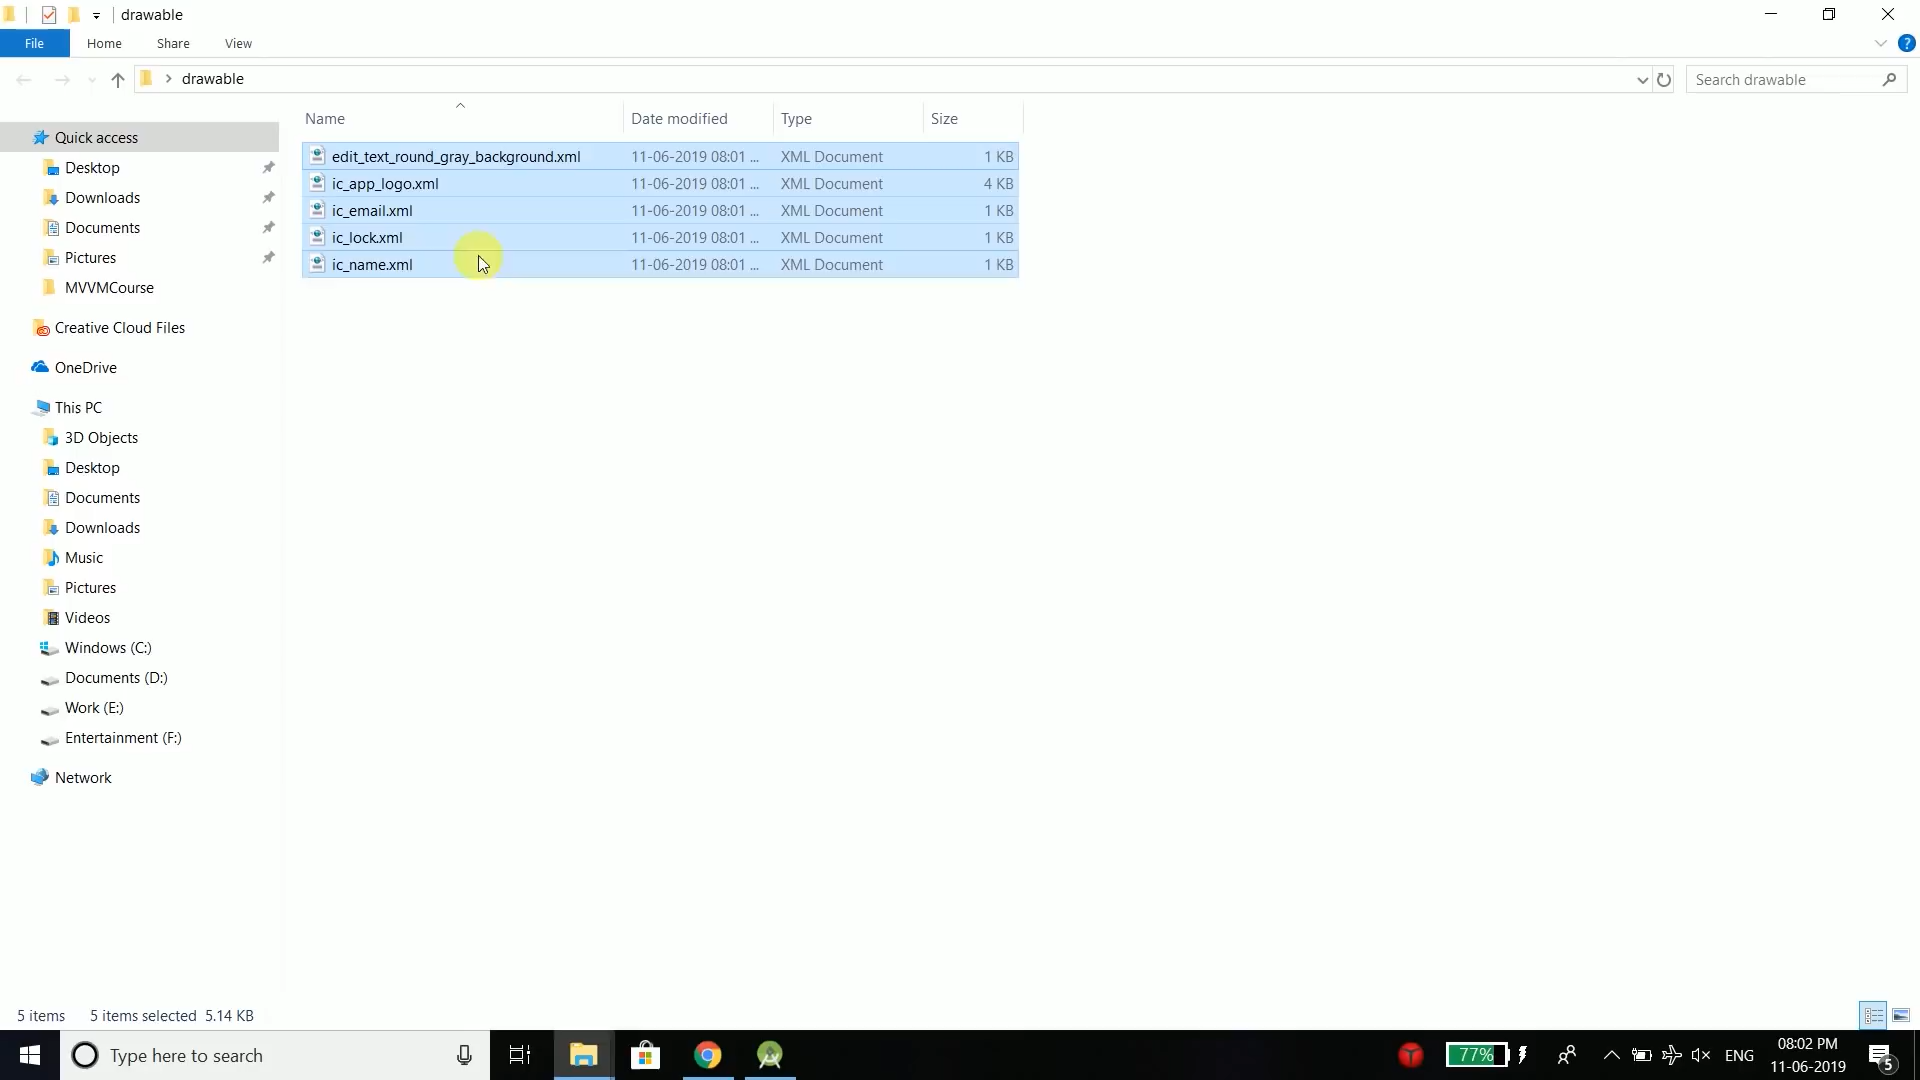 drawable
File Home Share View
drawable
Search drawable
Name Date modified Type Size
edit_text_round_gray_background.xml 11-06-2019 08:01 ... XML Document 1 KB
ic_app_logo.xml 11-06-2019 08:01 ... XML Document 4 KB
ic_email.xml 11-06-2019 08:01 ... XML Document 1 KB
ic_lock.xml 11-06-2019 08:01 ... XML Document 1 KB
ic_name.xml 11-06-2019 08:01 ... XML Document 1 KB
Quick access
Desktop
Downloads
Documents
Pictures
MVVMCourse
Creative Cloud Files
OneDrive
This PC
3D Objects
Desktop
Documents
Downloads
Music
Pictures
Videos
Windows (C:)
Documents (D:)
Work (E:)
Entertainment (F:)
Network
5 items 5 items selected 5.14 KB
Type here to search
77%
ENG
08:02 PM
11-06-2019
5